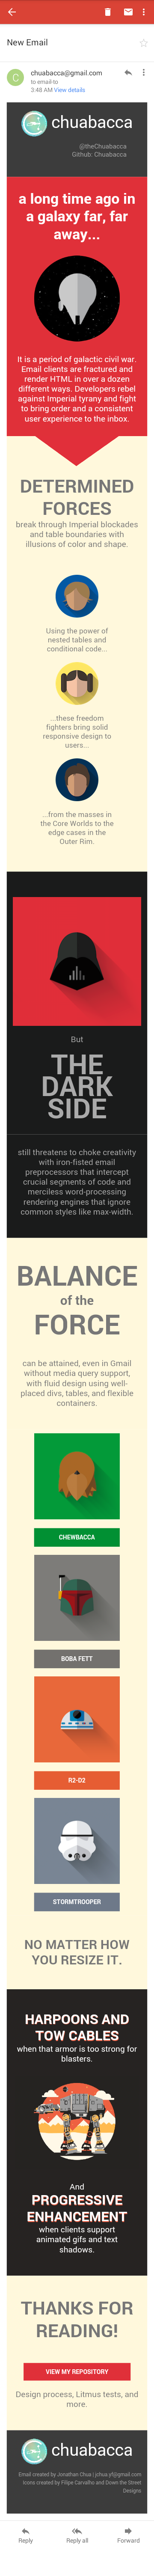 New Email
C
chuabacca@gmail.com
to email-to
3:48 AM View details
chuabacca
@theChuabacca
Github: Chuabacca
a long time ago in
a galaxy far, far
away...
It is a period of galactic civil war.
Email clients are fractured and
render HTML in over a dozen
different ways. Developers rebel
against Imperial tyrany and fight
to bring order and a consistent
user experience to the inbox.
DETERMINED
FORCES
break through Imperial blockades
and table boundaries with
illusions of color and shape.
Using the power of
nested tables and
conditional code...
...these freedom
fighters bring solid
responsive design to
users...
...from the masses in
the Core Worlds to the
edge cases in the
Outer Rim.
But
THE
DARK
SIDE
still threatens to choke creativity
with iron-fisted email
preprocessors that intercept
crucial segments of code and
merciless word-processing
rendering engines that ignore
common styles like max-width.
BALANCE
of the
FORCE
can be attained, even in Gmail
without media query support,
with fluid design using well-
placed divs, tables, and flexible
containers.
CHEWBACCA
BOBA FETT
R2-D2
STORMTROOPER
NO MATTER HOW
YOU RESIZE IT.
HARPOONS AND
TOW CABLES
when that armor is too strong for
blasters.
And
PROGRESSIVE
ENHANCEMENT
when clients support
animated gifs and text
shadows.
THANKS FOR
READING!
VIEW MY REPOSITORY
Design process, Litmus tests, and
more.
chuabacca
Email created by Jonathan Chua | jchua.yf@gmail.com
Icons created by Filipe Carvalho and Down the Street
Designs
Reply
Reply all
Forward